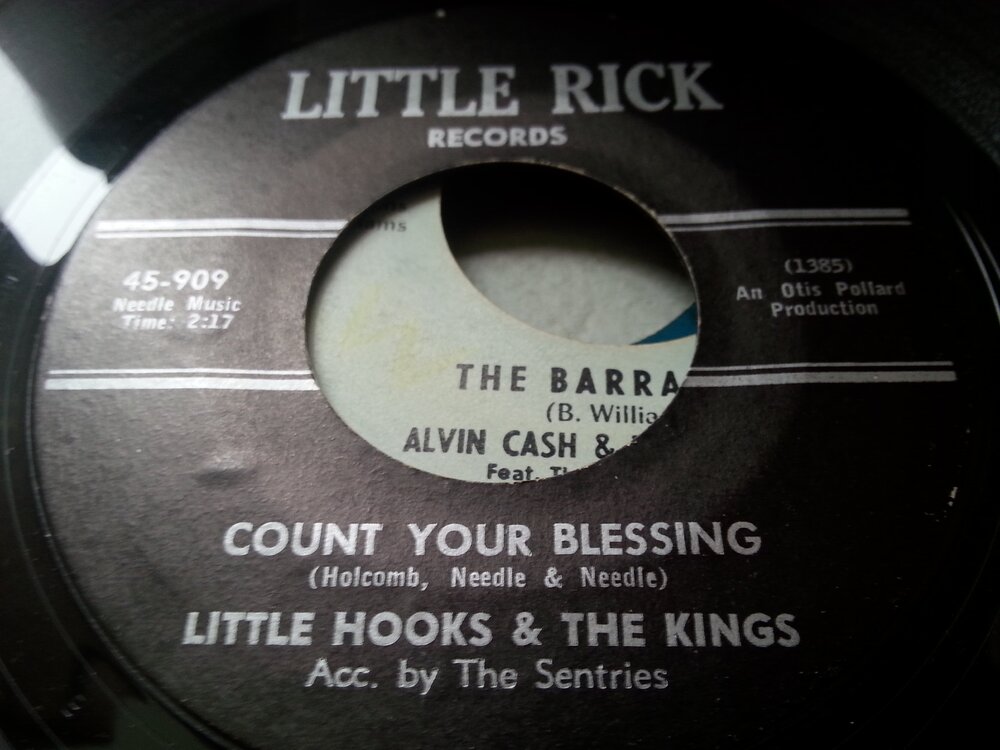 LITTLE RICK
RECORDS
45-909
Needle Music
Time: 2:17
(1385)
An Otis Pollard
Production
THE BARRA
(B. Willia
ALVIN CASH &
Feat.
COUNT YOUR BLESSING
(Holcomb, Needle & Needle)
LITTLE HOOKS & THE KINGS
Acc. by The Sentries